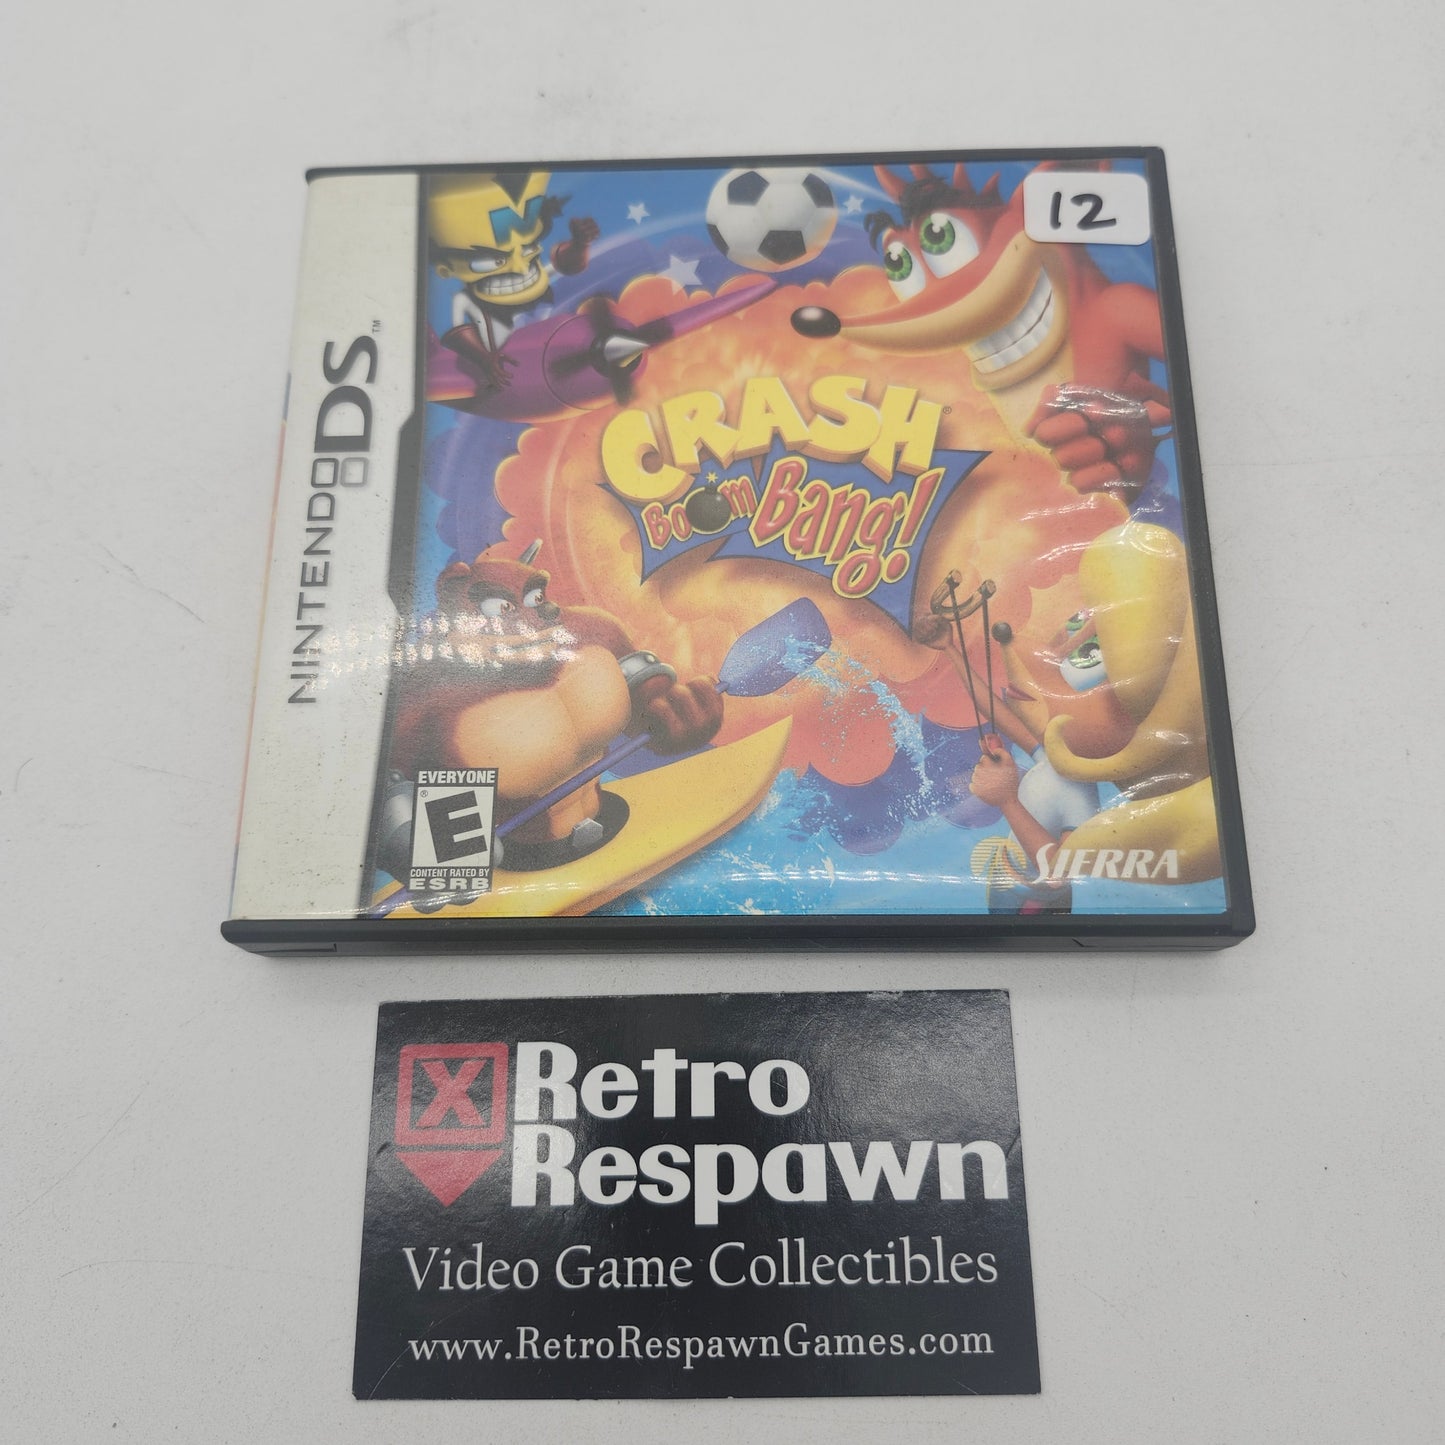 NINTENDO DS™
N
12
CRASH®
Boom Bang!
EVERYONE
E®
CONTENT RATED BY
ESRB
SIERRA®
X Retro
Respawn
Video Game Collectibles
www.RetroRespawnGames.com